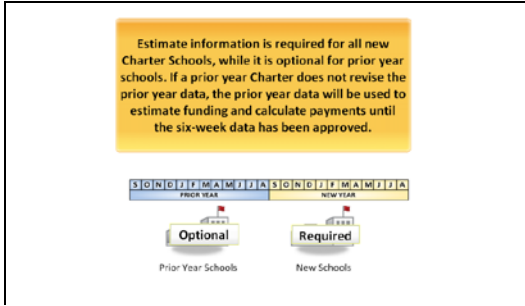 Estimate information is required for all new
Charter Schools, while it is optional for prior year
schools. If a prior year Charter does not revise the
prior year data, the prior year data will be used to
estimate funding and calculate payments until
the six-week data has been approved.
S O N D J F M A M J J A S O N D J F M A M J J A
PRIOR YEAR NEW YEAR
Optional Required
Prior Year Schools New Schools